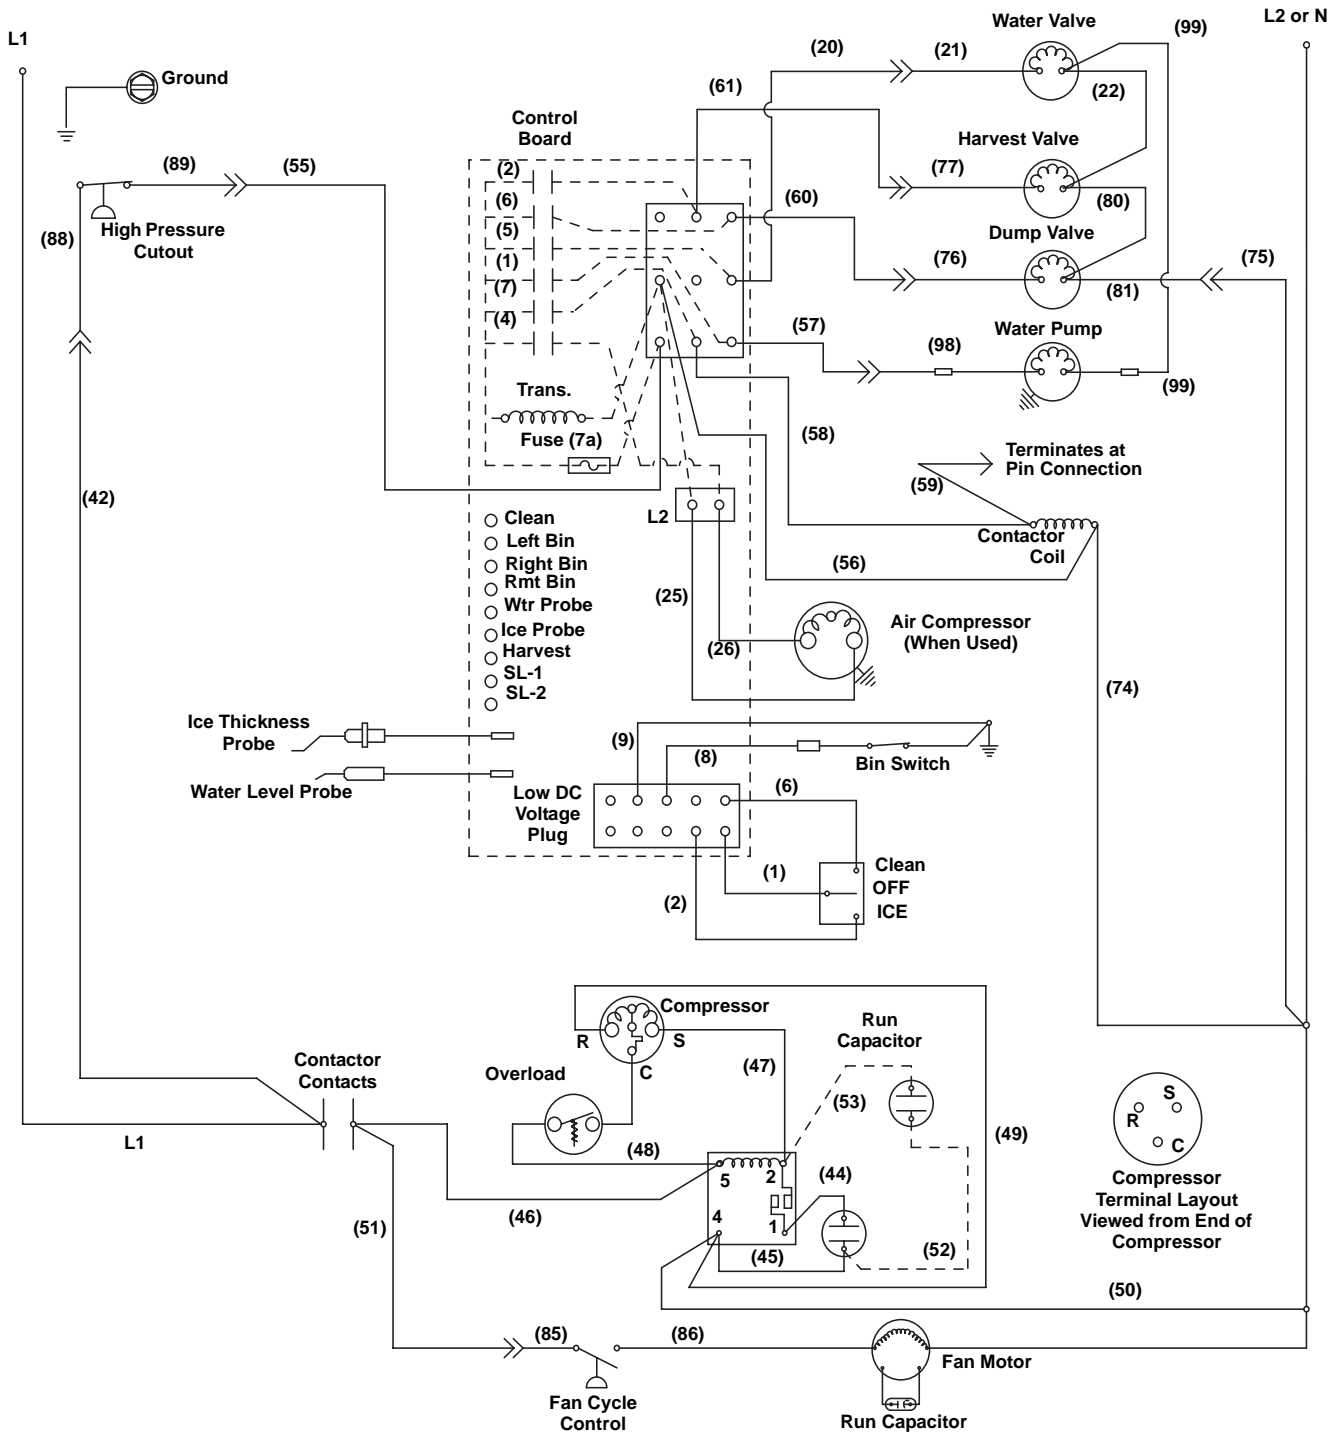 L1
L2 or N
Water Valve
(99)
(20)
(21)
Ground
(61)
(22)
Control
Board
Harvest Valve
(89)
(55)
(2)
(77)
(6)
(60)
(80)
High Pressure
Cutout
(88)
(5)
Dump Valve
(1)
(76)
(81)
(75)
(7)
(4)
(57)
Water Pump
(98)
(99)
Trans.
Fuse (7a)
(58)
Terminates at
Pin Connection
(59)
(42)
L2
Contactor
Coil
(56)
Clean
Left Bin
Right Bin
Rmt Bin
Wtr Probe
Ice Probe
Harvest
SL-1
SL-2
(25)
(26)
Air Compressor
(When Used)
(74)
Ice Thickness
Probe
Water Level Probe
(9)
(8)
Bin Switch
Low DC
Voltage
Plug
(6)
(1)
(2)
Clean
OFF
ICE
Compressor
R
S
C
Run
Capacitor
Contactor
Contacts
Overload
(47)
(53)
(49)
S
R
C
L1
(48)
5
2
(44)
Compressor
Terminal Layout
Viewed from End of
Compressor
(46)
(51)
4
1
(45)
(52)
(50)
(85)
(86)
Fan Cycle
Control
Fan Motor
Run Capacitor